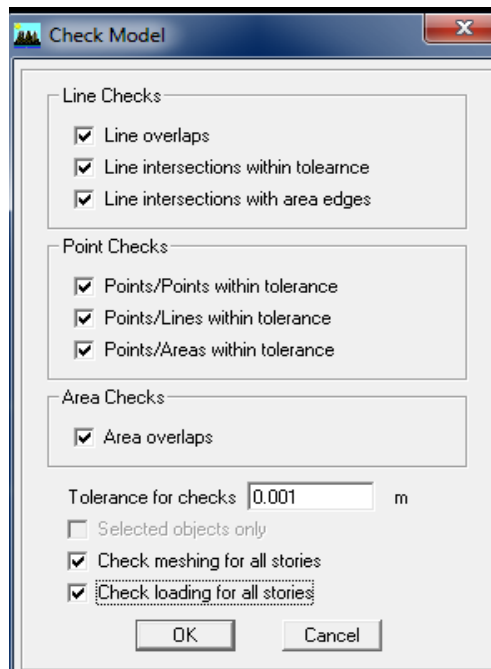 Check Model
Line Checks
Line overlaps
Line intersections within tolearnce
Line intersections with area edges
Point Checks
Points/Points within tolerance
Points/Lines within tolerance
Points/Areas within tolerance
Area Checks
Area overlaps
Tolerance for checks 0.001 m
Selected objects only
Check meshing for all stories
Check loading for all stories
OK Cancel